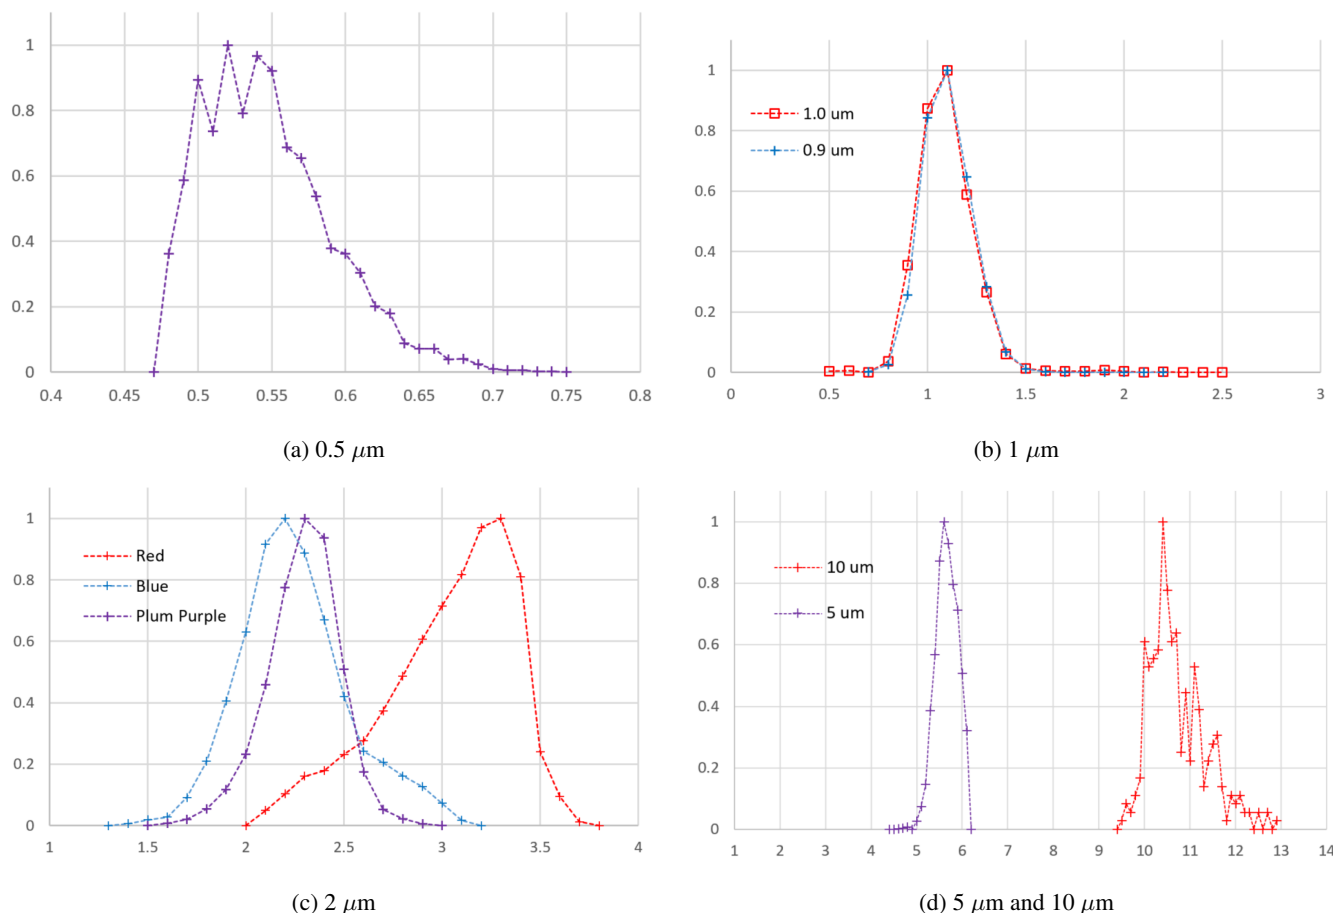 1
0.8
0.6
0.4
0.2
0
0.4 0.45 0.5 0.55 0.6 0.65 0.7 0.75 0.8
(a) 0.5 μm
1
0.8
0.6
0.4
0.2
0
1.0 um
0.9 um
0 0.5 1 1.5 2 2.5 3
(b) 1 μm
1
0.8
0.6
0.4
0.2
0
Red
Blue
Plum Purple
1 1.5 2 2.5 3 3.5 4
(c) 2 μm
1
0.8
0.6
0.4
0.2
0
10 um
5 um
1 2 3 4 5 6 7 8 9 10 11 12 13 14
(d) 5 μm and 10 μm